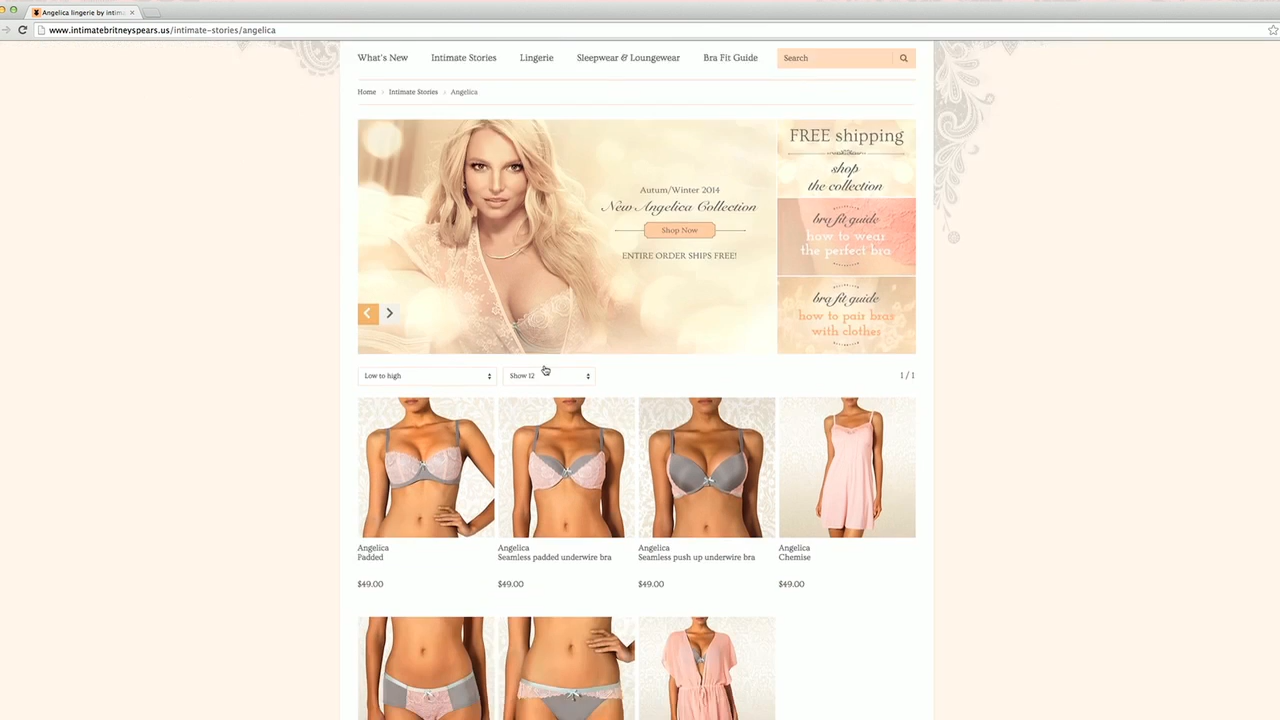 Angelica lingerie by intim
www.intimatebritneyspears.us/intimate-stories/angelica
What's New Intimate Stories Lingerie Sleepwear & Loungewear Bra Fit Guide Search
Home Intimate Stories Angelica
Autum/Winter 2014
New Angelica Collection
Shop Now
ENTIRE ORDER SHIPS FREE!
FREE shipping
shop
the collection
bra fit guide
how to wear
the perfect bra
bra fit guide
how to pair bras
with clothes
Low to high Show 12 1 / 1
Angelica
Padded
$49.00
Angelica
Seamless padded underwire bra
$49.00
Angelica
Seamless push up underwire bra
$49.00
Angelica
Chemise
$49.00